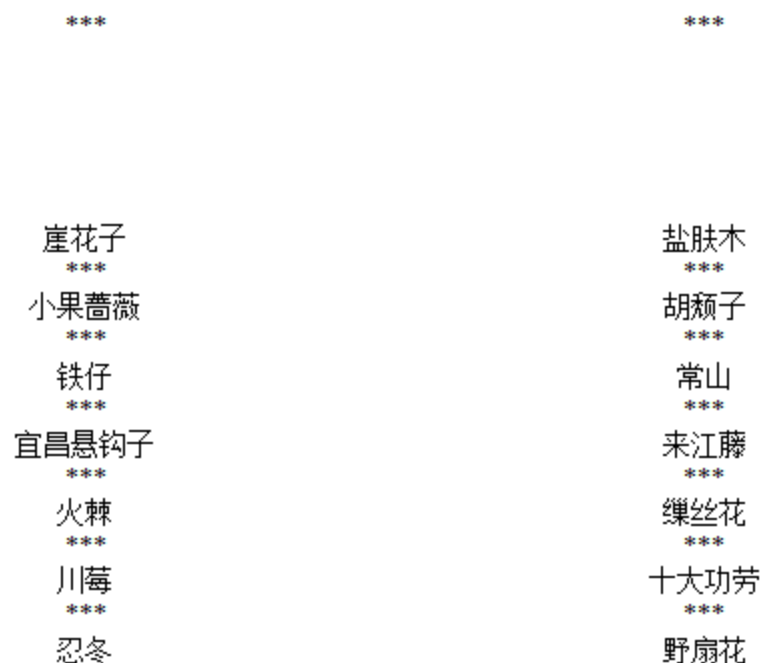 *** ***
崖花子 盐肤木
*** ***
小果蔷薇 胡颓子
*** ***
铁仔 常山
*** ***
宜昌悬钩子 来江藤
*** ***
火棘 缫丝花
*** ***
川莓 十大功劳
*** ***
忍冬 野扇花